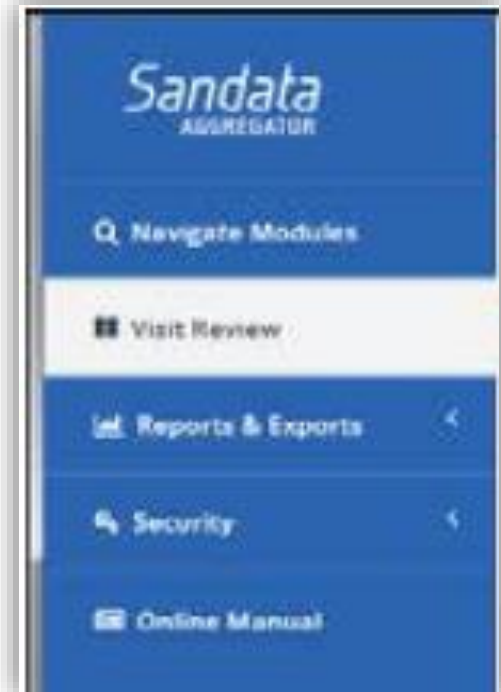 Sandata
AGGREGATOR
Navigate Modules
Visit Review
Reports & Exports
Security
Online Manual